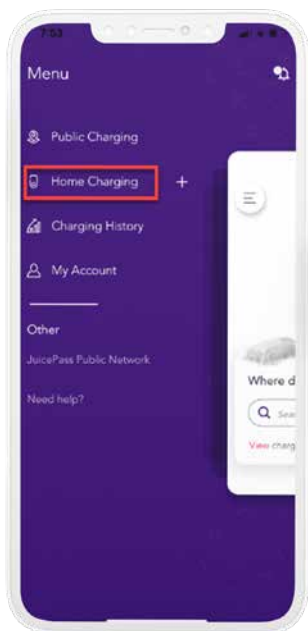 7:53
Menu
Public Charging
Home Charging +
Charging History
My Account
Other
JuicePass Public Network
Need help?
Where d
View charg